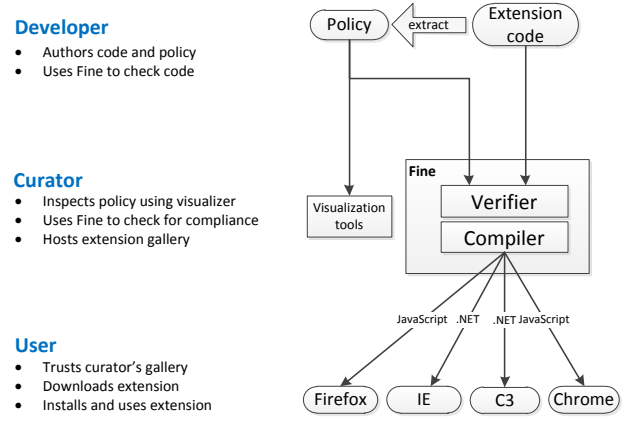 Developer
• Authors code and policy
• Uses Fine to check code
Policy
extract
Extension
code
Curator
• Inspects policy using visualizer
• Uses Fine to check for compliance
• Hosts extension gallery
Visualization
tools
Fine
Verifier
Compiler
JavaScript .NET .NET JavaScript
User
• Trusts curator's gallery
• Downloads extension
• Installs and uses extension
Firefox IE C3 Chrome